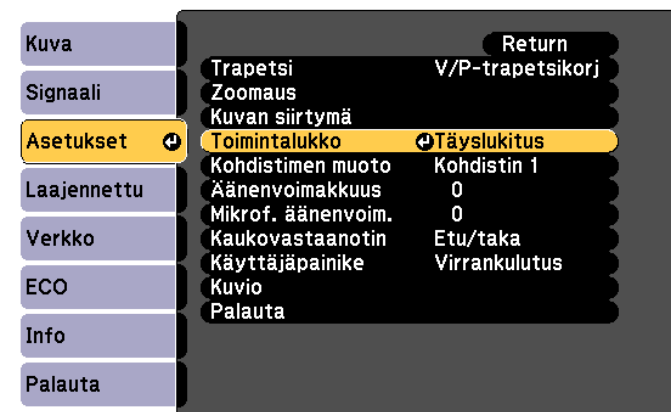 Kuva
Signaali
Asetukset
Laajennettu
Verkko
ECO
Info
Palauta
Return
Trapetsi V/P-trapetsikorj
Zoomaus
Kuvan siirtymä
Toimintalukko Täyslukitus
Kohdistimen muoto Kohdistin 1
Äänenvoimakkuus 0
Mikrof. äänenvoim. 0
Kaukovastaanotin Etu/taka
Käyttäjäpainike Virrankulutus
Kuvio
Palauta